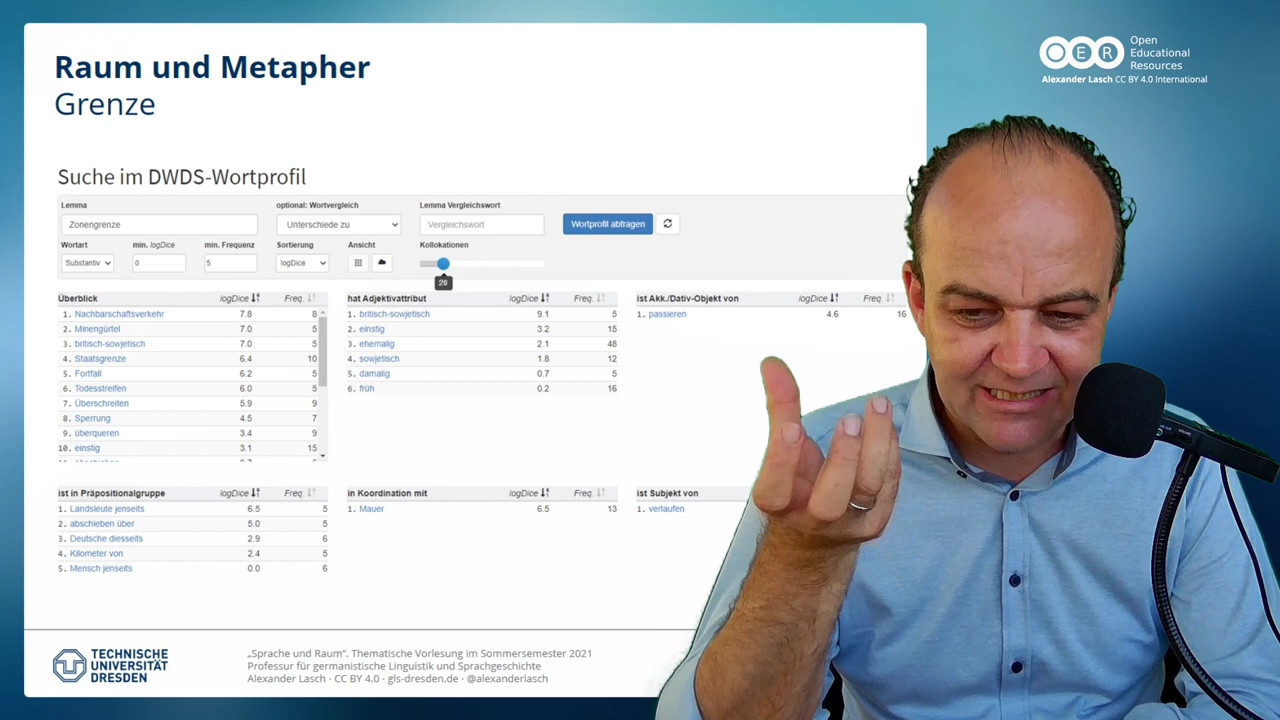 Raum und Metapher
Grenze
OER Open
Educational
Resources
Alexander Lasch CC BY 4.0 International
Suche im DWDS-Wortprofil
Lemma optional: Wortvergleich Lemma Vergleichswort
Zonengrenze Unterschiede zu Vergleichswort Wortprofil abfragen
Wortart min. logDice min. Frequenz Sortierung Ansicht Kollokationen
Substantiv 0 5 logDice
20
Überblick logDice Freq.
1. Nachbarschaftsverkehr 7.8 8
2. Minengürtel 7.0 5
3. britisch-sowjetisch 7.0 5
4. Staatsgrenze 6.4 10
5. Fortfall 6.2 5
6. Todesstreifen 6.0 5
7. Überschreiten 5.9 9
8. Sperrung 4.5 7
9. überqueren 3.4 9
10. einstig 3.1 15
hat Adjektivattribut logDice Freq.
1. britisch-sowjetisch 9.1 5
2. einstig 3.2 15
3. ehemalig 2.1 48
4. sowjetisch 1.8 12
5. damalig 0.7 5
6. früh 0.2 16
ist Akk./Dativ-Objekt von logDice Freq.
1. passieren 4.6 16
ist in Präpositionalgruppe logDice Freq.
1. Landsleute jenseits 6.5 5
2. abschieben über 5.0 5
3. Deutsche diesseits 2.9 6
4. Kilometer von 2.4 5
5. Mensch jenseits 0.0 6
in Koordination mit logDice Freq.
1. Mauer 6.5 13
ist Subjekt von
1. verlaufen
TECHNISCHE
UNIVERSITÄT
DRESDEN
„Sprache und Raum“. Thematische Vorlesung im Sommersemester 2021
Professur für germanistische Linguistik und Sprachgeschichte
Alexander Lasch · CC BY 4.0 · gls-dresden.de · @alexanderlasch